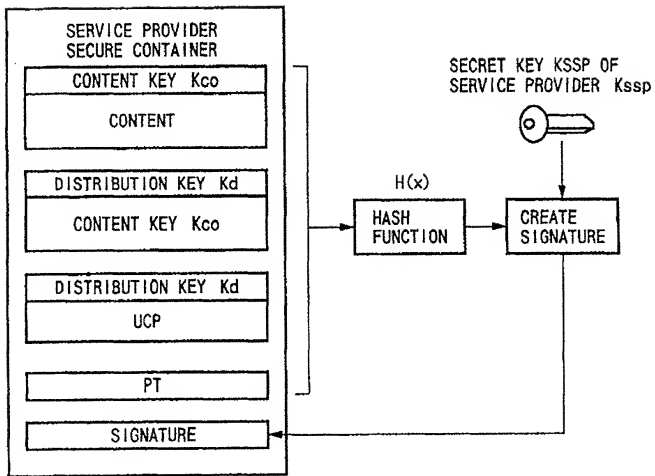 SERVICE PROVIDER
SECURE CONTAINER
CONTENT KEY Kco
CONTENT
DISTRIBUTION KEY Kd
CONTENT KEY Kco
DISTRIBUTION KEY Kd
UCP
PT
SIGNATURE
H(x)
HASH
FUNCTION
SECRET KEY KSSP OF
SERVICE PROVIDER Kssp
CREATE
SIGNATURE